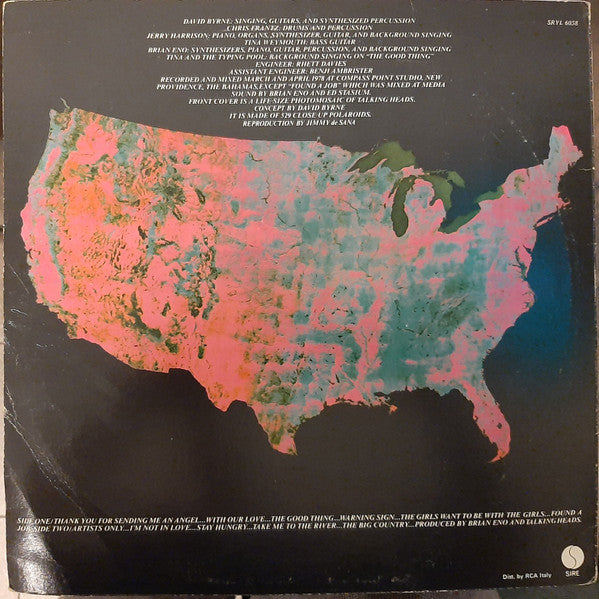 DAVID BYRNE: SINGING, GUITARS, AND SYNTHESIZED PERCUSSION
SRYL 6058
CHRIS FRANTZ: DRUMS AND PERCUSSION
JERRY HARRISON: PIANO, ORGANS, SYNTHESIZER, GUITAR, AND BACKGROUND SINGING
TINA WEYMOUTH: BASS GUITAR
BRIAN ENO: SYNTHESIZERS, PIANO, GUITAR, PERCUSSION, AND BACKGROUND SINGING
TINA AND THE TYPING POOL: BACKGROUND SINGING ON "THE GOOD THING"
ENGINEER: RHETT DAVIES
ASSISTANT ENGINEER: BENJI AMBRISTER
RECORDED AND MIXED MARCH AND APRIL 1978 AT COMPASS POINT STUDIO, NEW
PROVIDENCE, THE BAHAMAS, EXCEPT "FOUND A JOB" WHICH WAS MIXED AT MEDIA
SOUND BY BRIAN ENO AND ED STASIUM.
FRONT COVER IS A LIFE-SIZE PHOTOMOSAIC OF TALKING HEADS.
CONCEPT BY DAVID BYRNE
IT IS MADE OF 529 CLOSE UP POLAROIDS.
REPRODUCTION BY JIMMY de SANA
SIDE ONE/THANK YOU FOR SENDING ME AN ANGEL...WITH OUR LOVE...THE GOOD THING...WARNING SIGN...THE GIRLS WANT TO BE WITH THE GIRLS...FOUND A
JOB SIDE TWO/ARTISTS ONLY...I'M NOT IN LOVE...STAY HUNGRY...TAKE ME TO THE RIVER...THE BIG COUNTRY...PRODUCED BY BRIAN ENO AND TALKING HEADS.
Dist. by RCA Italy
SIRE